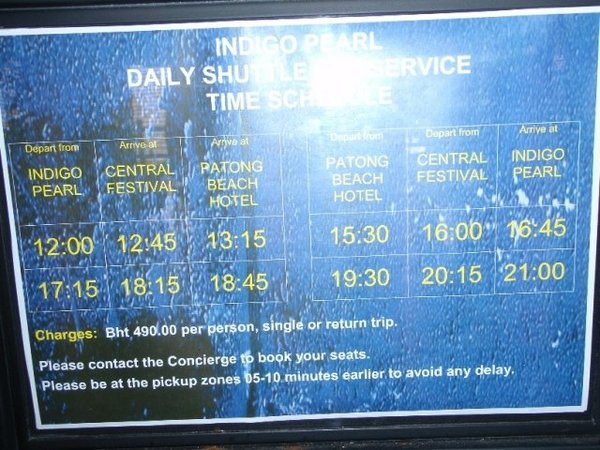 INDIGO PEARL
DAILY SHUTTLE SERVICE
TIME SCHEDULE
Depart from Arrive at Arrive at
INDIGO PEARL CENTRAL FESTIVAL PATONG BEACH HOTEL
12:00 12:45 13:15
17:15 18:15 18:45
Depart from Depart from Arrive at
PATONG BEACH HOTEL CENTRAL FESTIVAL INDIGO PEARL
15:30 16:00 16:45
19:30 20:15 21:00
Charges: Bht 490.00 per person, single or return trip.
Please contact the Concierge to book your seats.
Please be at the pickup zones 05-10 minutes earlier to avoid any delay.